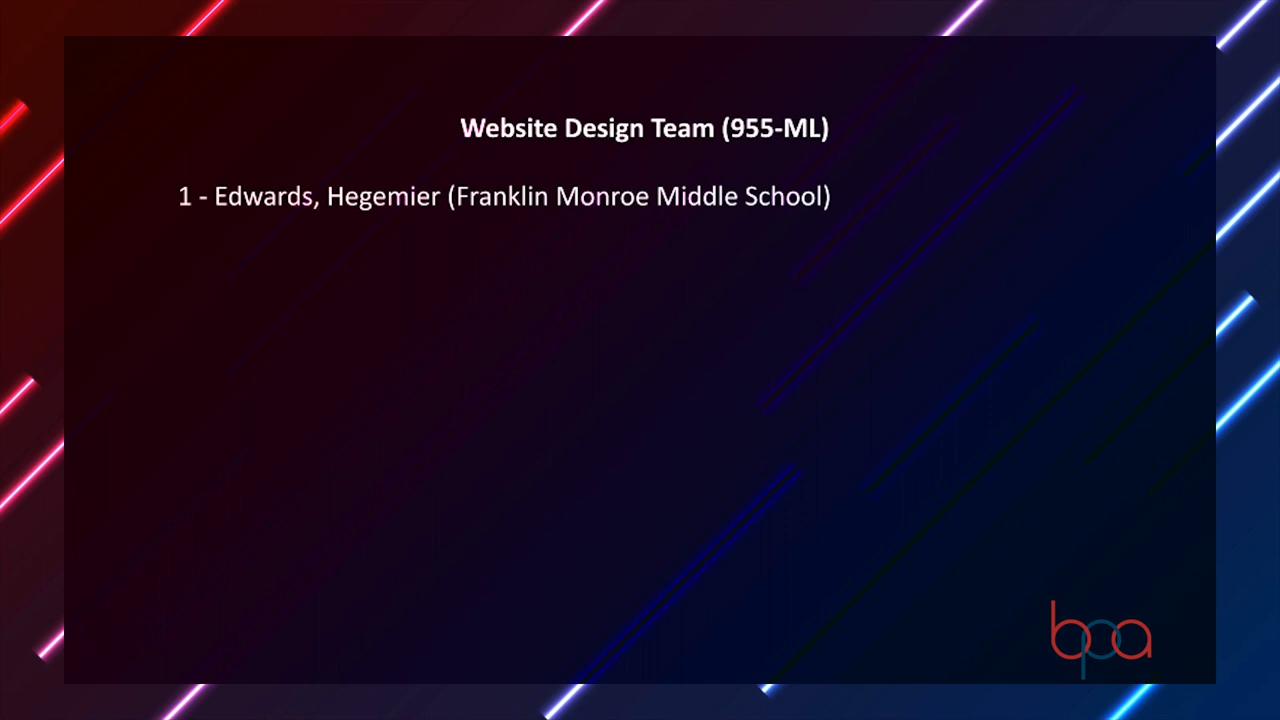 Website Design Team (955-ML)
1 - Edwards, Hegemier (Franklin Monroe Middle School)
bpa